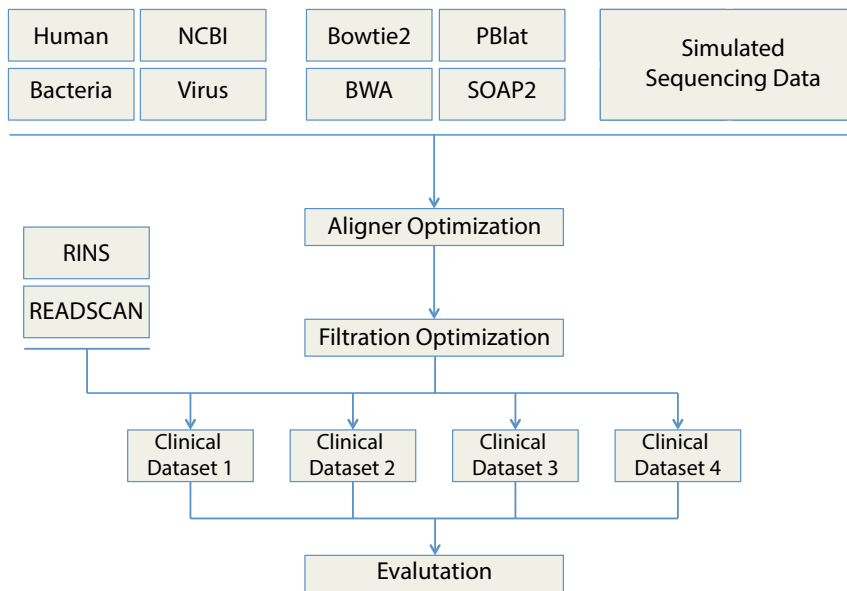 Human
NCBI
Bacteria
Virus
Bowtie2
PBlat
BWA
SOAP2
Simulated
Sequencing Data
Aligner Optimization
RINS
READSCAN
Filtration Optimization
Clinical
Dataset 1
Clinical
Dataset 2
Clinical
Dataset 3
Clinical
Dataset 4
Evalutation